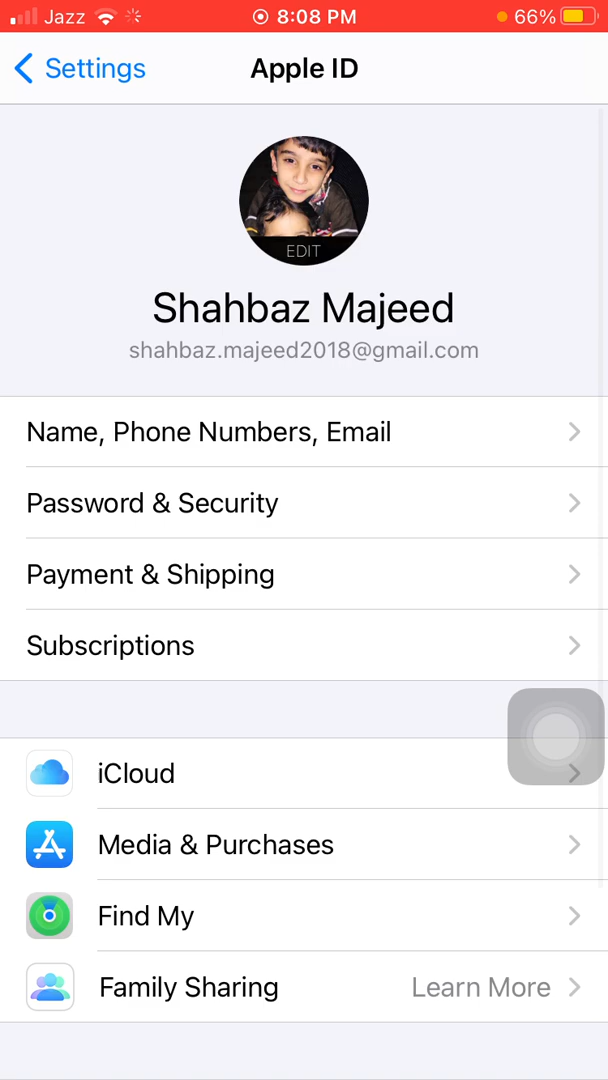 Jazz 8:08 PM 66%
Settings Apple ID
EDIT
Shahbaz Majeed
shahbaz.majeed2018@gmail.com
Name, Phone Numbers, Email
Password & Security
Payment & Shipping
Subscriptions
iCloud
Media & Purchases
Find My
Family Sharing Learn More